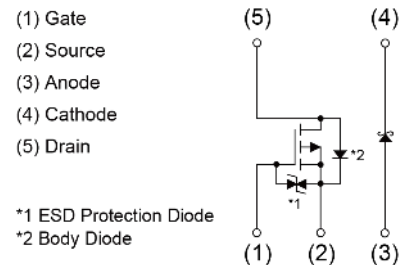 (1) Gate
(2) Source
(3) Anode
(4) Cathode
(5) Drain
*1 ESD Protection Diode
*2 Body Diode
(5)
(4)
*2
*1
(1)
(2)
(3)